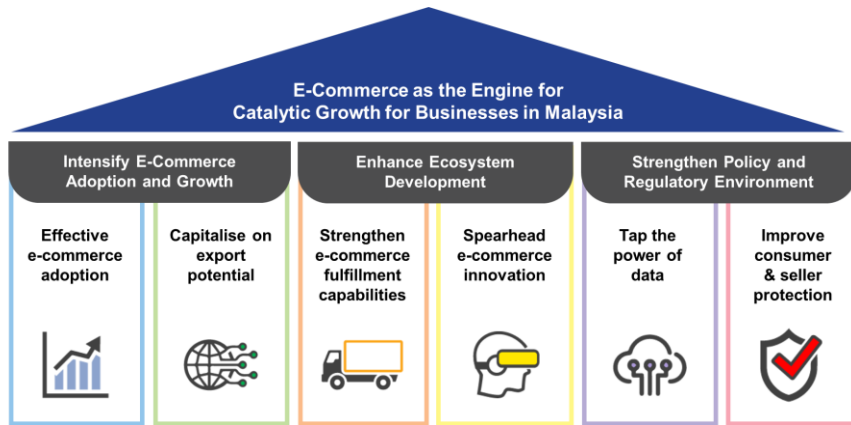 E-Commerce as the Engine for
Catalytic Growth for Businesses in Malaysia
Intensify E-Commerce
Adoption and Growth
Enhance Ecosystem
Development
Strengthen Policy and
Regulatory Environment
Effective
e-commerce
adoption
Capitalise on
export
potential
Strengthen
e-commerce
fulfillment
capabilities
Spearhead
e-commerce
innovation
Tap the
power of
data
Improve
consumer
& seller
protection